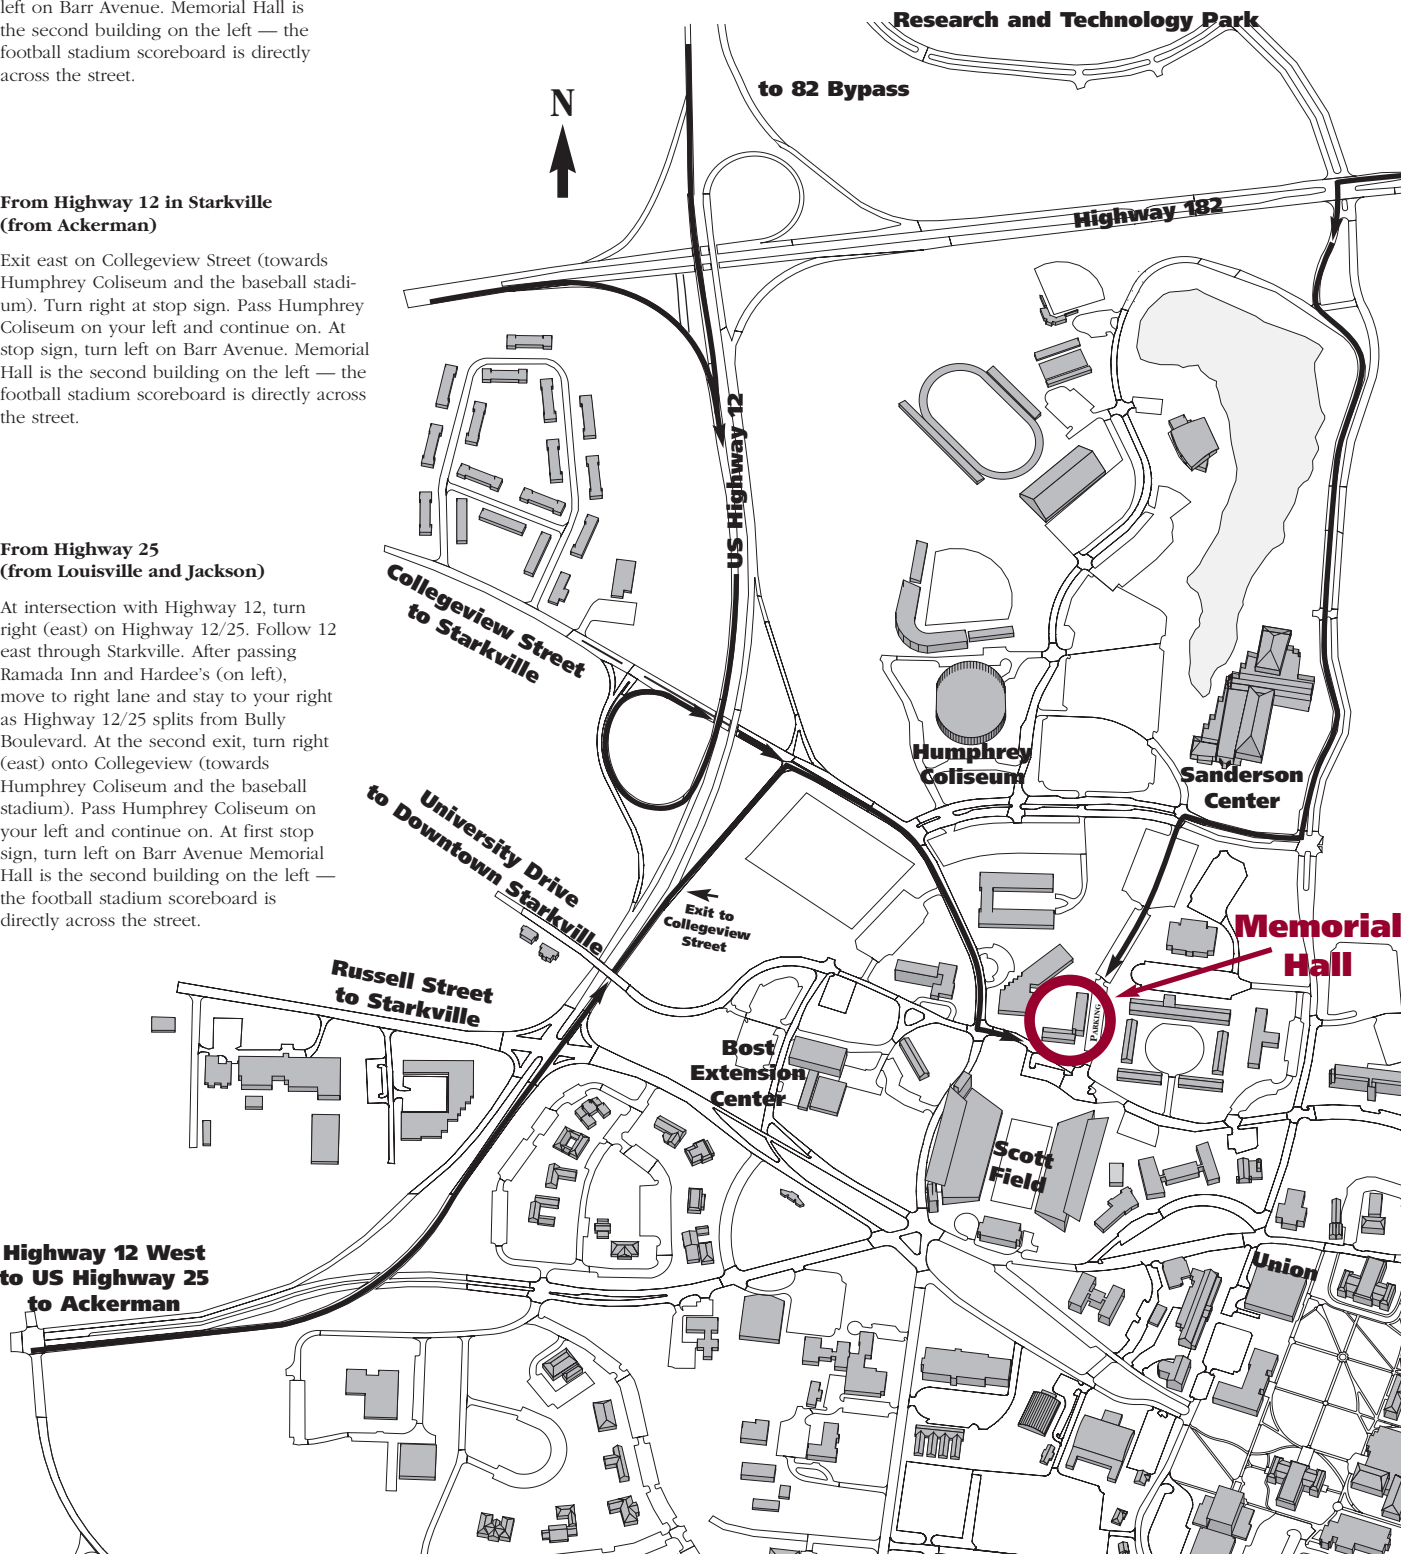 left on Barr Avenue. Memorial Hall is
the second building on the left — the
football stadium scoreboard is directly
across the street.
From Highway 12 in Starkville
(from Ackerman)
Exit east on Collegeview Street (towards
Humphrey Coliseum and the baseball stadi-
um). Turn right at stop sign. Pass Humphrey
Coliseum on your left and continue on. At
stop sign, turn left on Barr Avenue. Memorial
Hall is the second building on the left — the
football stadium scoreboard is directly across
the street.
From Highway 25
(from Louisville and Jackson)
At intersection with Highway 12, turn
right (east) on Highway 12/25. Follow 12
east through Starkville. After passing
Ramada Inn and Hardee's (on left),
move to right lane and stay to your right
as Highway 12/25 splits from Bully
Boulevard. At the second exit, turn right
(east) onto Collegeview (towards
Humphrey Coliseum and the baseball
stadium). Pass Humphrey Coliseum on
your left and continue on. At first stop
sign, turn left on Barr Avenue Memorial
Hall is the second building on the left —
the football stadium scoreboard is
directly across the street.
Research and Technology Park
to 82 Bypass
N
Highway 182
US Highway 12
Collegeview Street
to Starkville
Humphrey
Coliseum
Sanderson
Center
University Drive
to Downtown Starkville
Exit to
Collegeview
Street
Memorial
Hall
PARKING
Russell Street
to Starkville
Bost
Extension
Center
Scott
Field
Highway 12 West
to US Highway 25
to Ackerman
Union